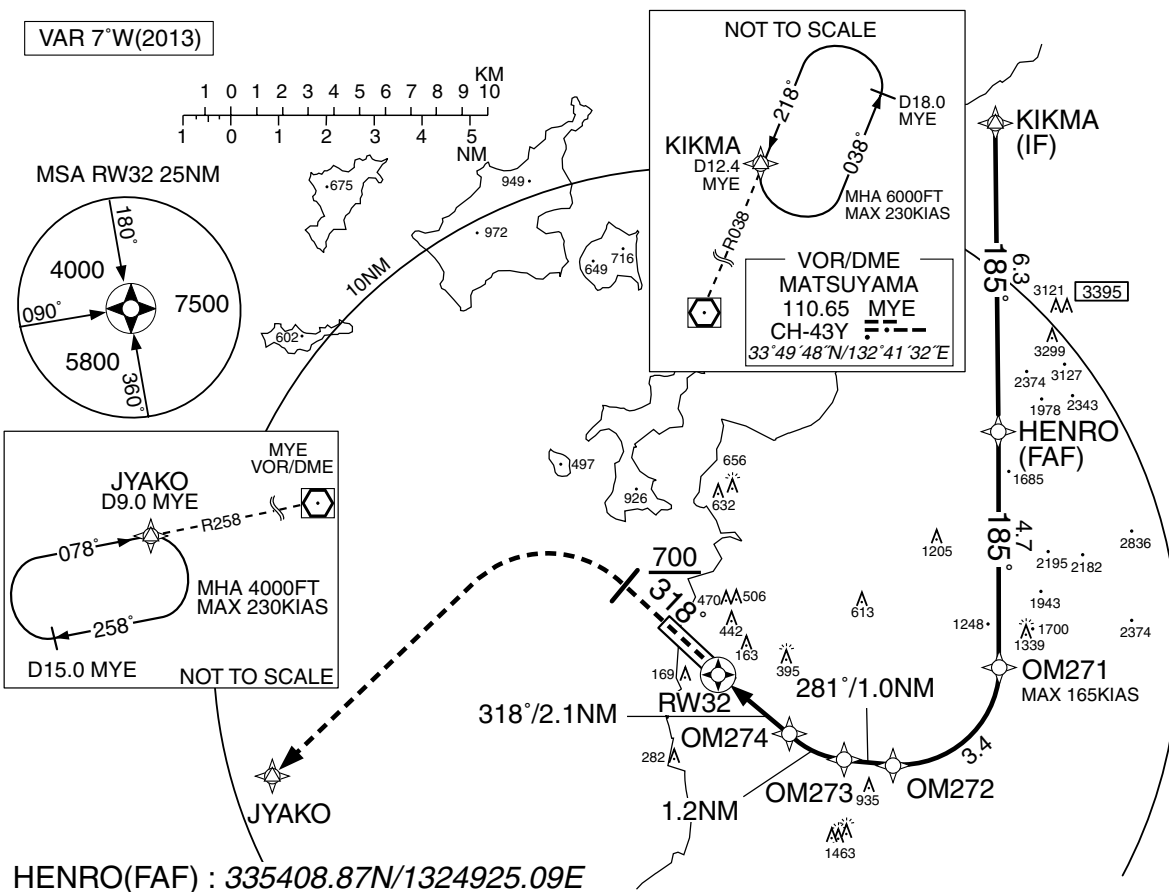 VAR 7°W(2013)
1 0 1 2 3 4 5 6 7 8 9 10
KM
1 0 1 2 3 4 5
NM
MSA RW32 25NM
180°
4000
7500
090°
5800
360°
NOT TO SCALE
218°
D18.0
MYE
KIKMA
D12.4
MYE
038°
MHA 6000FT
MAX 230KIAS
R038
VOR/DME
MATSUYAMA
110.65 MYE
CH-43Y
33°49′48″N/132°41′32″E
KIKMA
(IF)
185°
6.3
3121
3395
3299
2374
3127
1978
2343
HENRO
(FAF)
1685
185°
4.7
1205
2836
2195
2182
1943
613
1248
1700
1339
2374
675
949
972
10NM
649
716
602
497
926
656
632
MYE
VOR/DME
JYAKO
D9.0 MYE
R258
078°
MHA 4000FT
MAX 230KIAS
258°
D15.0 MYE
NOT TO SCALE
700
318°
470
506
442
163
395
169
RW32
281°/1.0NM
OM271
MAX 165KIAS
318°/2.1NM
OM274
3.4
282
OM273
OM272
935
1.2NM
1463
JYAKO
HENRO(FAF) : 335408.87N/1324925.09E